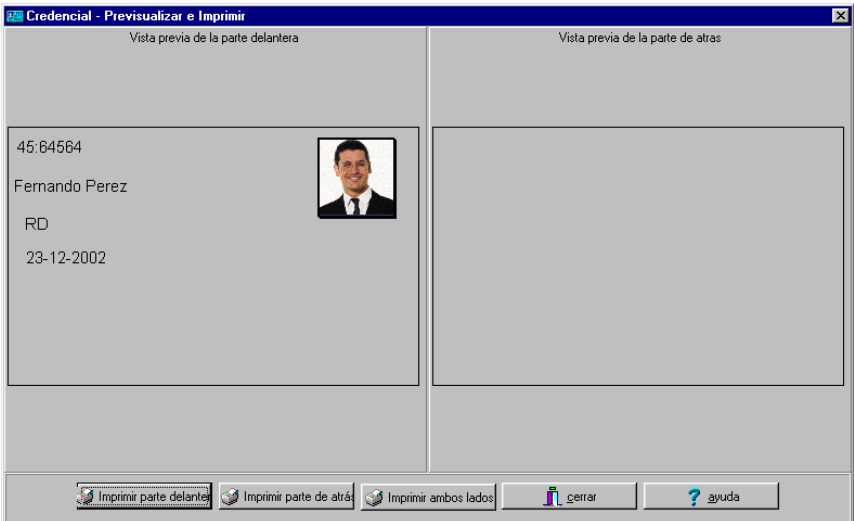 Credencial - Previsualizar e Imprimir
Vista previa de la parte delantera
Vista previa de la parte de atras
45:64564
Fernando Perez
RD
23-12-2002
Imprimir parte delanter
Imprimir parte de atrás
Imprimir ambos lados
cerrar
ayuda